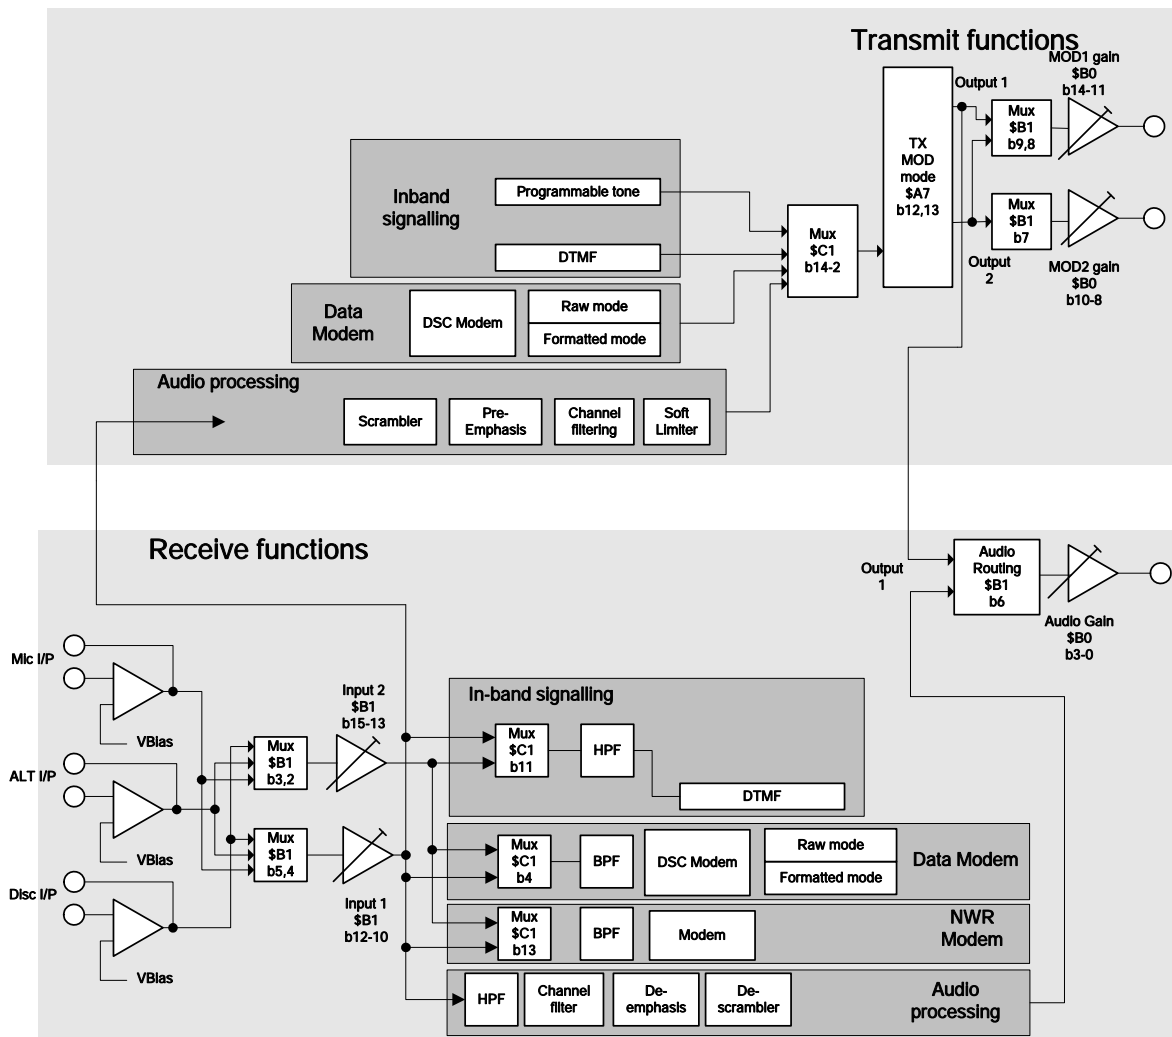 Transmit functions
MOD1 gain
$B0
b14-11
Output 1
Mux
$B1
b9,8
TX
MOD
mode
$A7
b12,13
Inband
signalling
Programmable tone
DTMF
Mux
$C1
b14-2
Mux
$B1
b7
Output
2
MOD2 gain
$B0
b10-8
Data
Modem
DSC Modem
Raw mode
Formatted mode
Audio processing
Scrambler
Pre-
Emphasis
Channel
filtering
Soft
Limiter
Receive functions
Output
1
Audio
Routing
$B1
b6
Audio Gain
$B0
b3-0
Mic I/P
VBias
ALT I/P
VBias
Disc I/P
VBias
Mux
$B1
b3,2
Mux
$B1
b5,4
Input 2
$B1
b15-13
Input 1
$B1
b12-10
In-band signalling
Mux
$C1
b11
HPF
DTMF
Mux
$C1
b4
BPF
DSC Modem
Raw mode
Formatted mode
Data Modem
Mux
$C1
b13
BPF
Modem
NWR
Modem
HPF
Channel
filter
De-
emphasis
De-
scrambler
Audio
processing